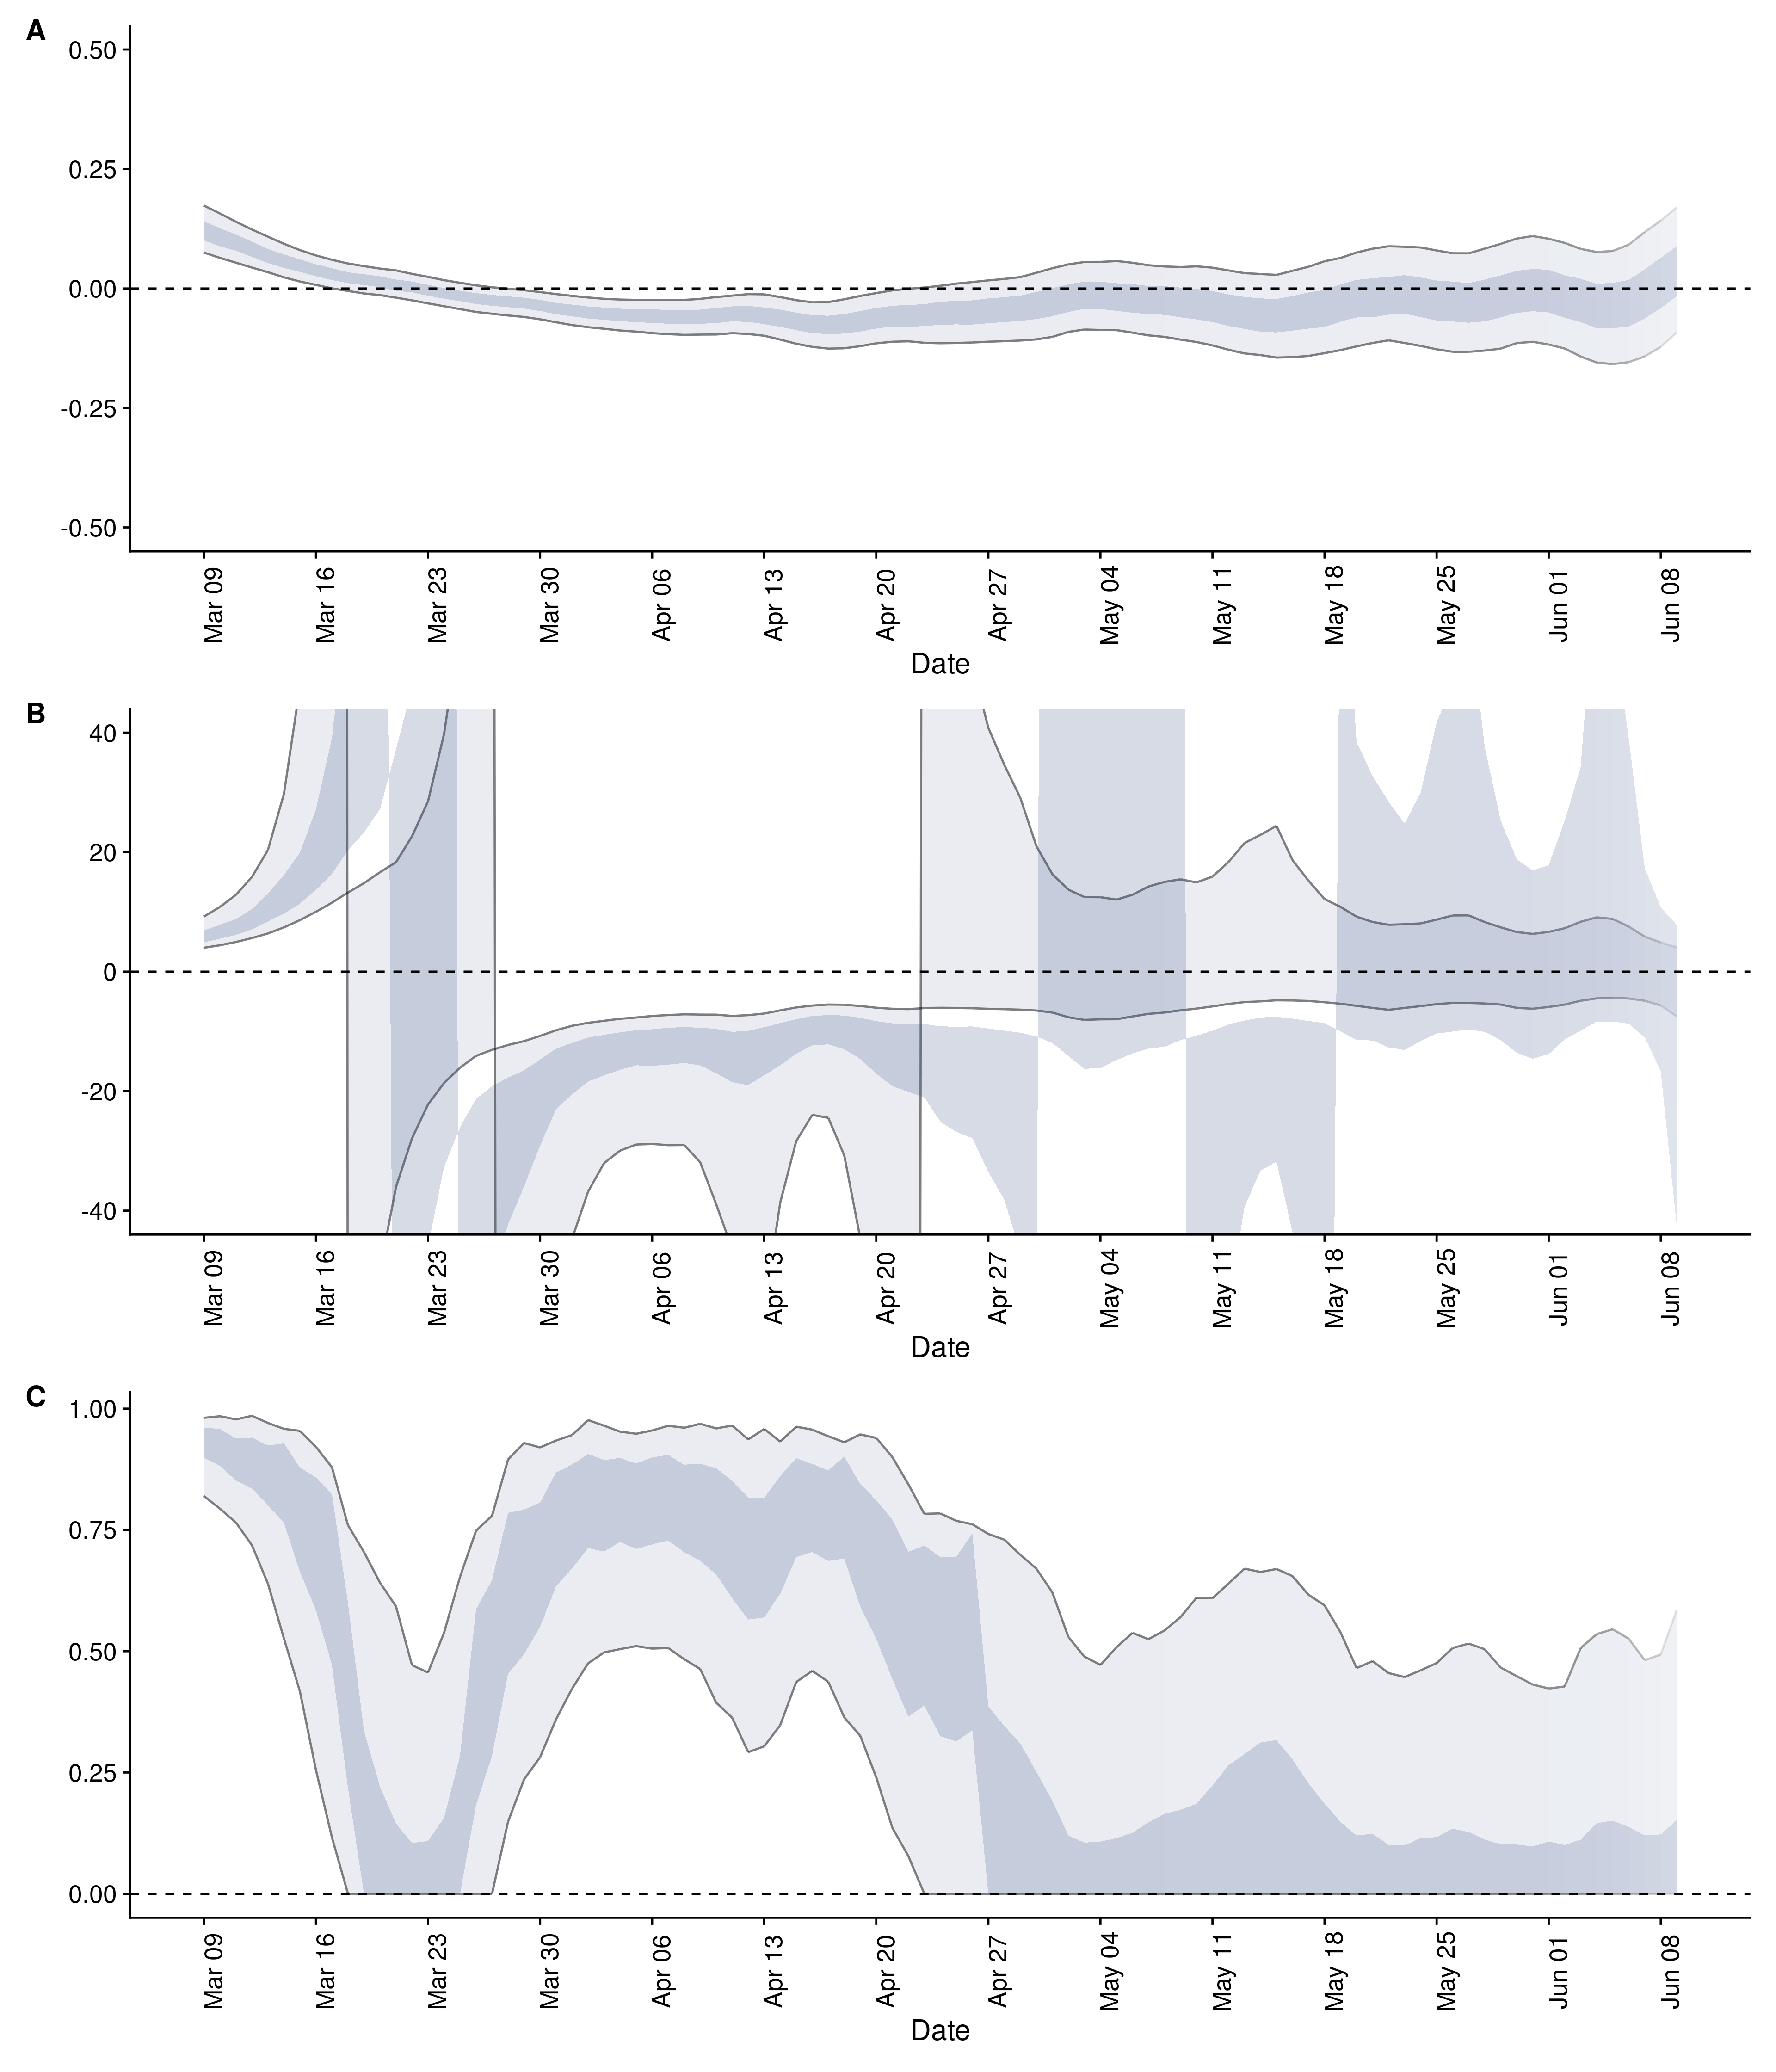 A
0.50
0.25
0.00
-0.25
-0.50
Mar 09
Mar 16
Mar 23
Mar 30
Apr 06
Apr 13
Apr 20
Apr 27
May 04
May 11
May 18
May 25
Jun 01
Jun 08
Date
B
40
20
0
-20
-40
Mar 09
Mar 16
Mar 23
Mar 30
Apr 06
Apr 13
Apr 20
Apr 27
May 04
May 11
May 18
May 25
Jun 01
Jun 08
Date
C
1.00
0.75
0.50
0.25
0.00
Mar 09
Mar 16
Mar 23
Mar 30
Apr 06
Apr 13
Apr 20
Apr 27
May 04
May 11
May 18
May 25
Jun 01
Jun 08
Date